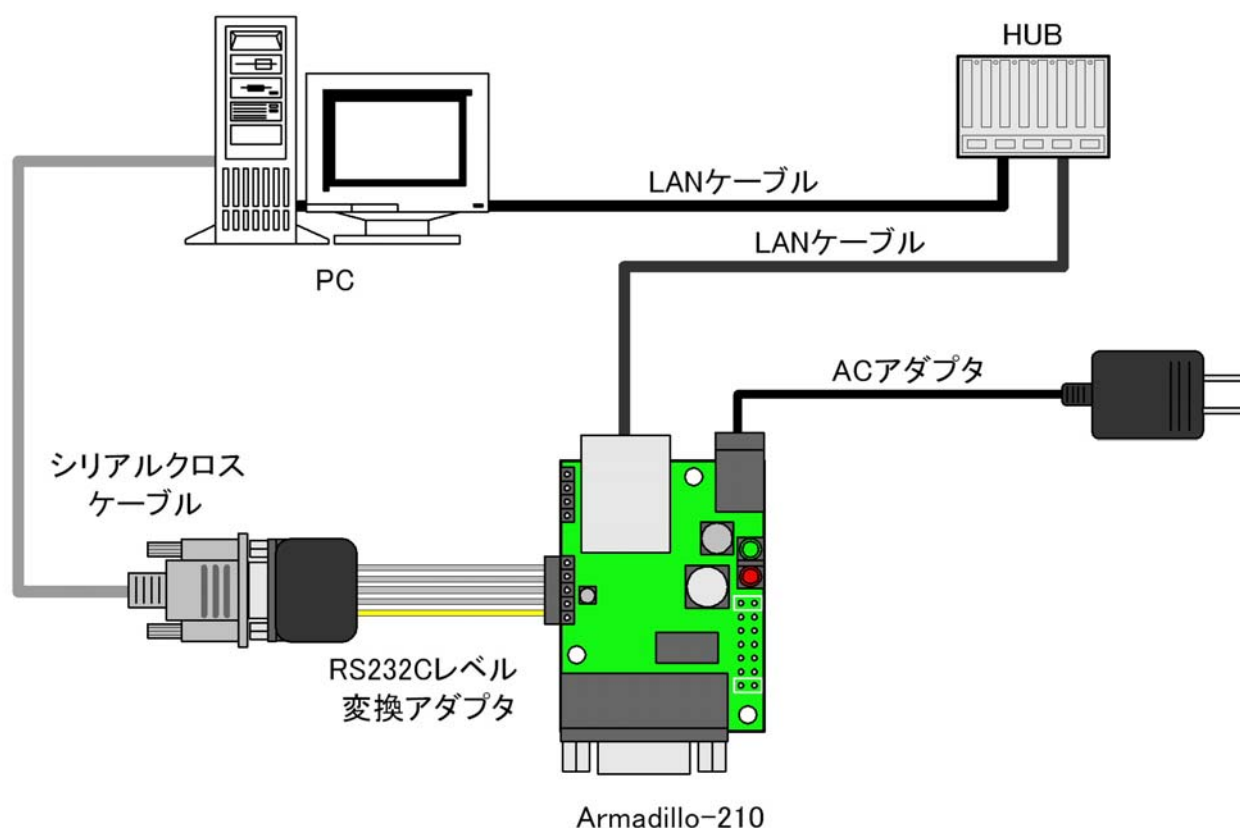 HUB
LANケーブル
LANケーブル
PC
ACアダプタ
シリアルクロス
ケーブル
RS232Cレベル
変換アダプタ
Armadillo-210